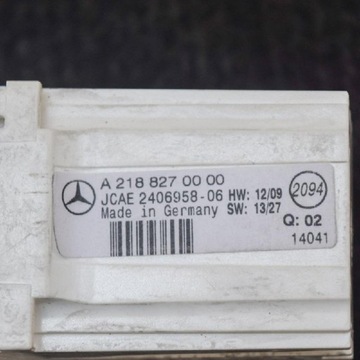 A 218 827 00 00
JCAE 2406958-06 HW: 12/09
Made in Germany SW: 13/27
2094
Q: 02
14041